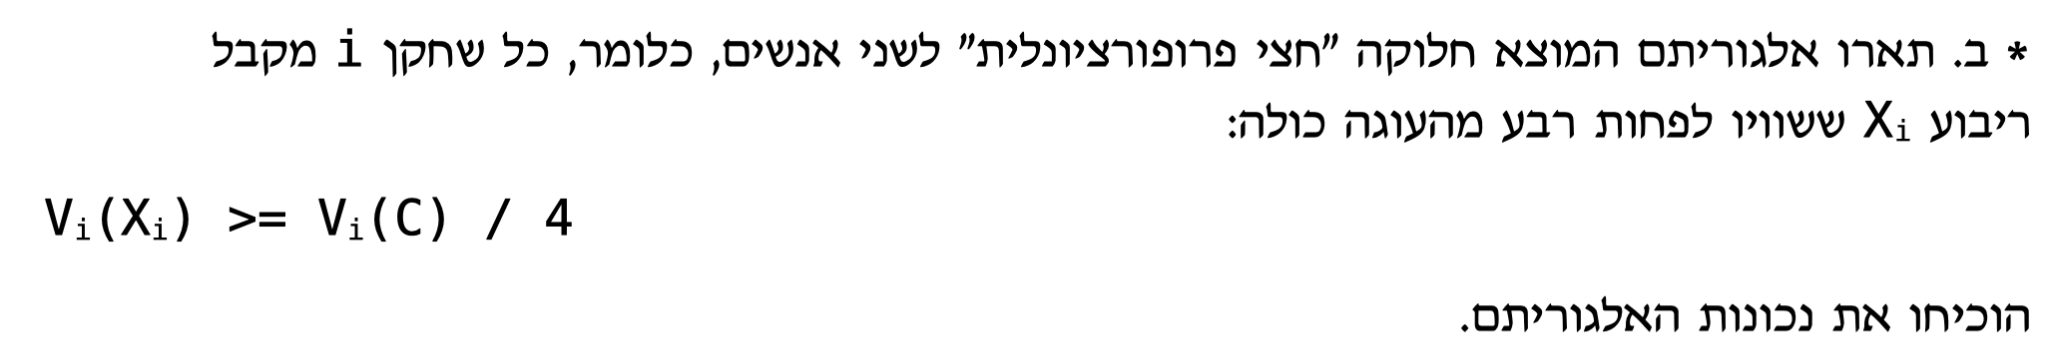 * ב. תארו אלגוריתם המוצא חלוקה "חצי פרופורציונלית" לשני אנשים, כלומר, כל שחקן i מקבל
ריבוע Xᵢ ששוויו לפחות רבע מהעוגה כולה:
Vᵢ(Xᵢ) >= Vᵢ(C) / 4
הוכיחו את נכונות האלגוריתם.